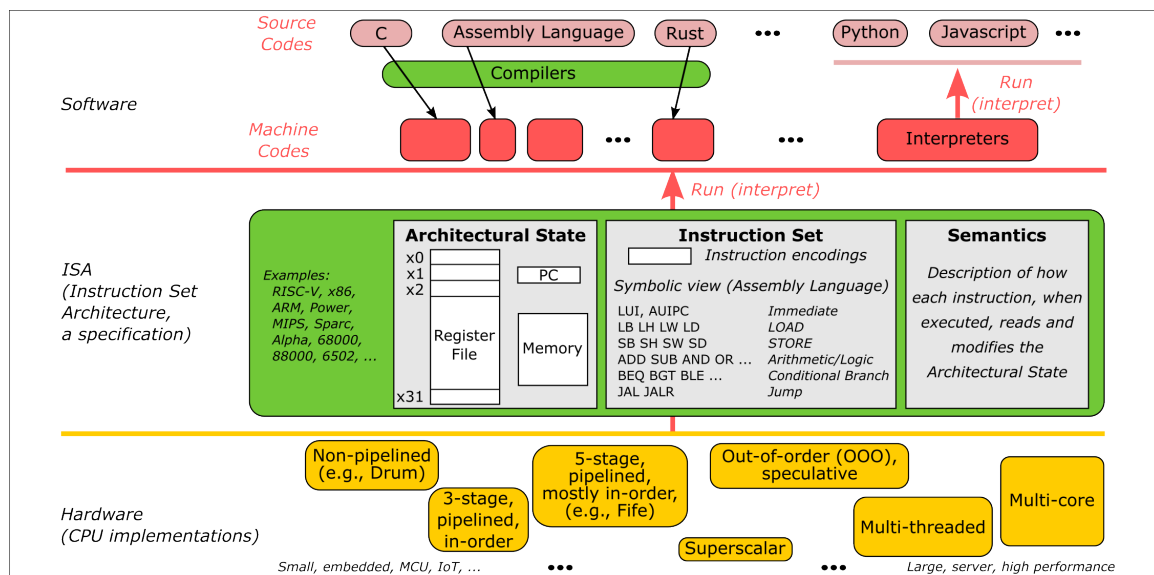 Source
Codes
C
Assembly Language
Rust
•••
Python
Javascript
•••
Compilers
Run
(interpret)
Software
Machine
Codes
•••
•••
Interpreters
Run (interpret)
ISA
(Instruction Set
Architecture,
a specification)
Examples:
RISC-V, x86,
ARM, Power,
MIPS, Sparc,
Alpha, 68000,
88000, 6502, ...
Architectural State
x0
x1
x2
x31
Register
File
PC
Memory
Instruction Set
Instruction encodings
Symbolic view (Assembly Language)
LUI, AUIPC Immediate
LB LH LW LD LOAD
SB SH SW SD STORE
ADD SUB AND OR ... Arithmetic/Logic
BEQ BGT BLE ... Conditional Branch
JAL JALR Jump
Semantics
Description of how
each instruction, when
executed, reads and
modifies the
Architectural State
Hardware
(CPU implementations)
Non-pipelined
(e.g., Drum)
3-stage,
pipelined,
in-order
5-stage,
pipelined,
mostly in-order,
(e.g., Fife)
Out-of-order (OOO),
speculative
Superscalar
Multi-threaded
Multi-core
Small, embedded, MCU, IoT, ...
•••
•••
Large, server, high performance